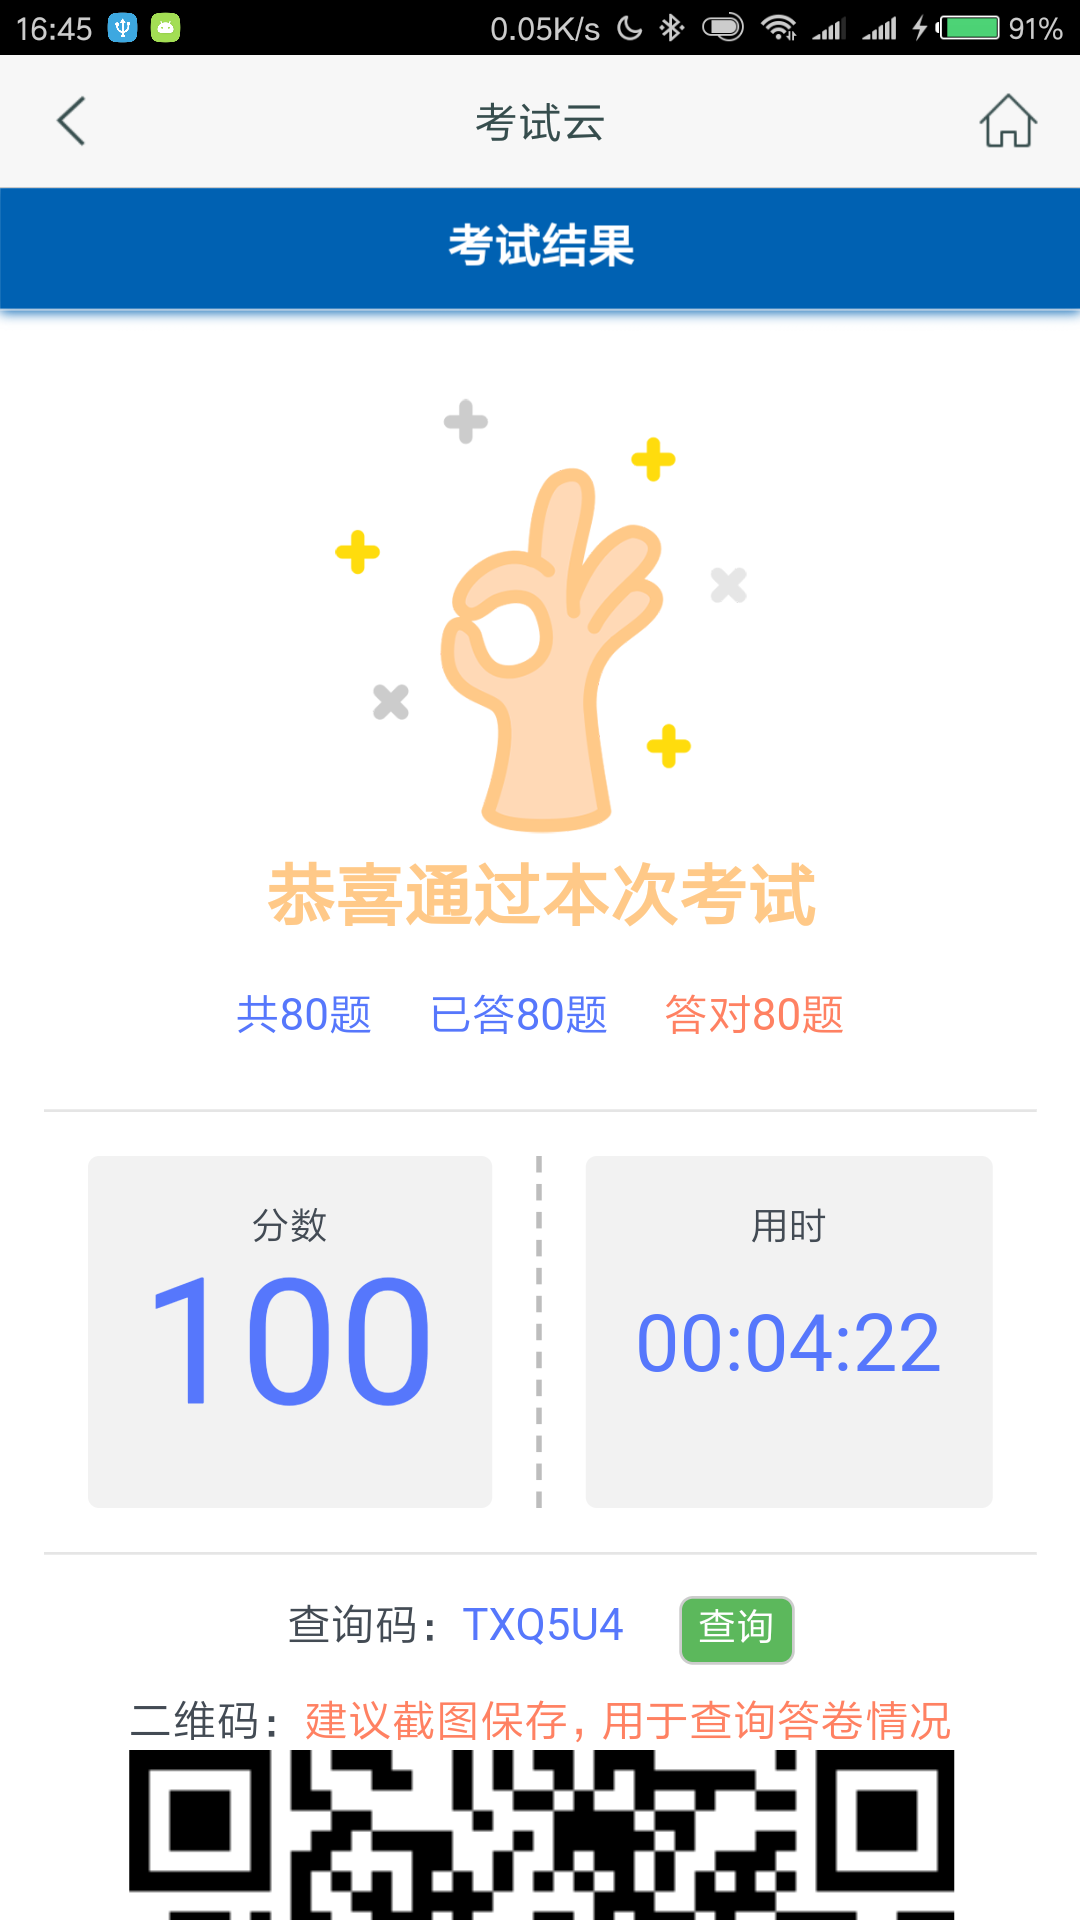 16:45 0.05K/s 91%
考试云
考试结果
恭喜通过本次考试
共80题 已答80题 答对80题
分数 用时
100 00:04:22
查询码：TXQ5U4 查询
二维码：建议截图保存，用于查询答卷情况